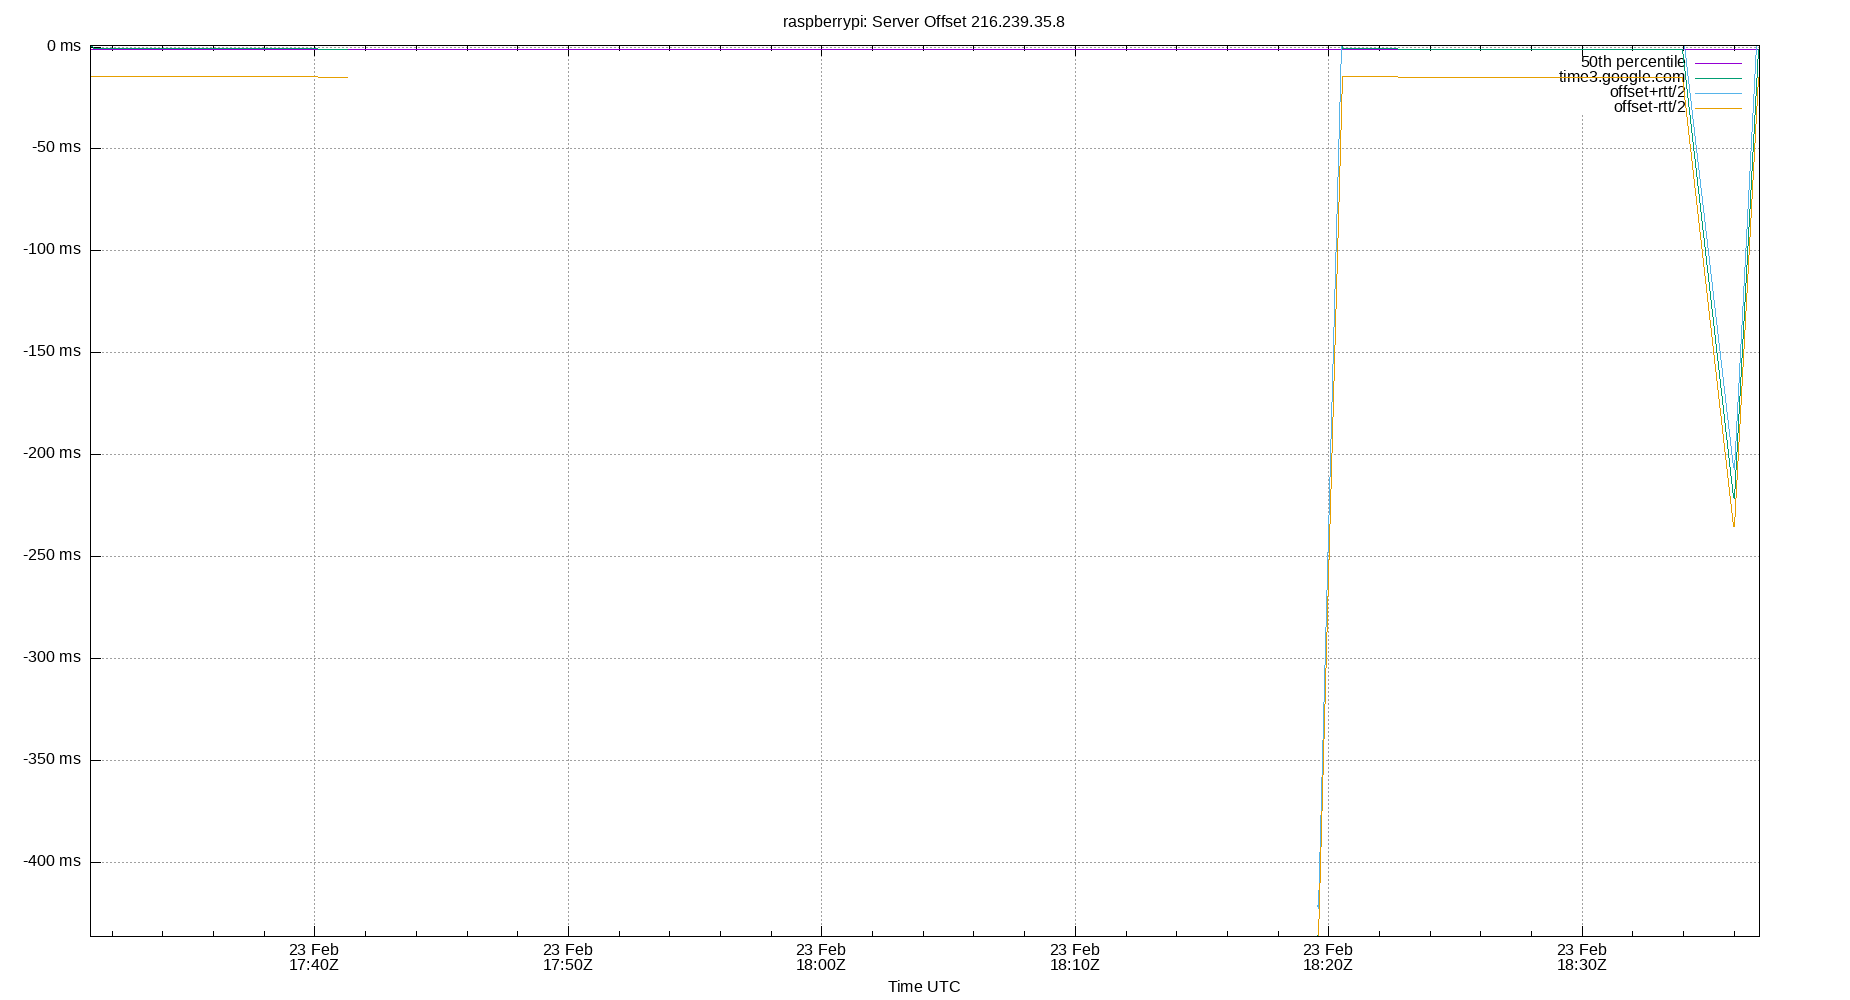 raspberrypi: Server Offset 216.239.35.8
0 ms
-50 ms
-100 ms
-150 ms
-200 ms
-250 ms
-300 ms
-350 ms
-400 ms
50th percentile
time3.google.com
offset+rtt/2
offset-rtt/2
23 Feb
17:40Z
23 Feb
17:50Z
23 Feb
18:00Z
23 Feb
18:10Z
23 Feb
18:20Z
23 Feb
18:30Z
Time UTC